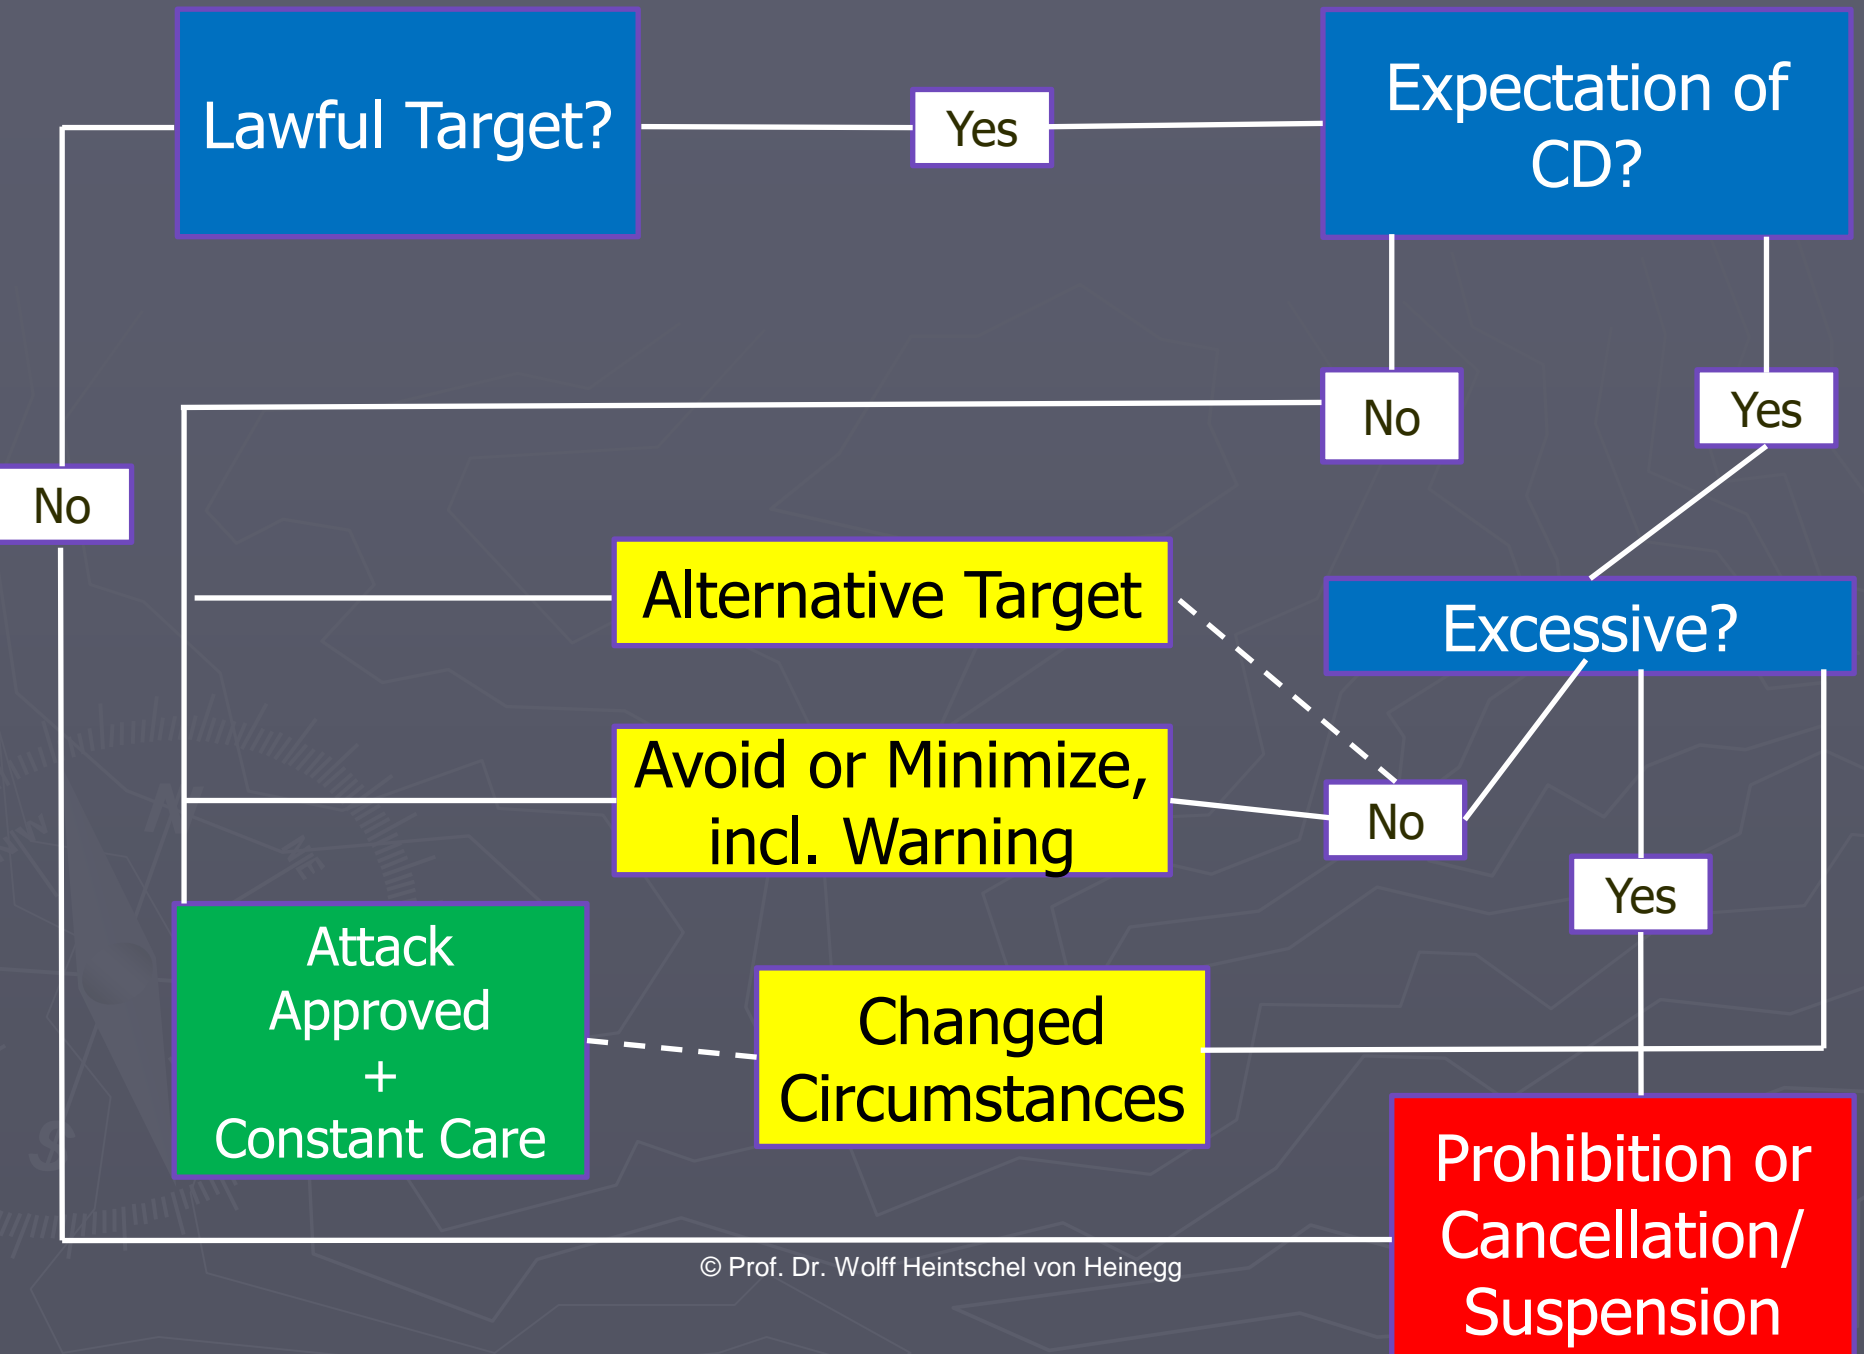 Lawful Target?
Yes
Expectation of
CD?
No
Yes
No
Alternative Target
Excessive?
Avoid or Minimize,
incl. Warning
No
Yes
Attack
Approved
+
Constant Care
Changed
Circumstances
Prohibition or
Cancellation/
Suspension
© Prof. Dr. Wolff Heintschel von Heinegg